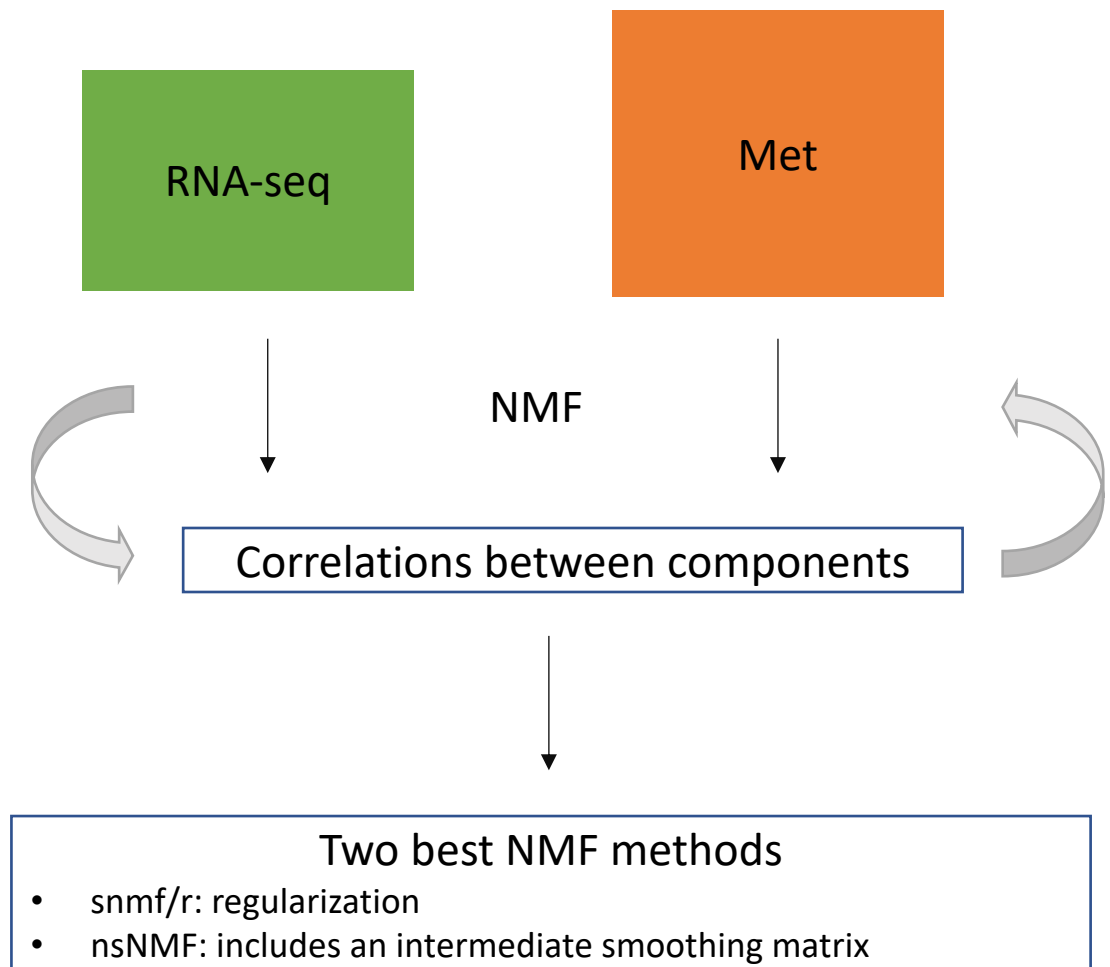 RNA-seq
Met
NMF
Correlations between components
Two best NMF methods
• snmf/r: regularization
• nsNMF: includes an intermediate smoothing matrix